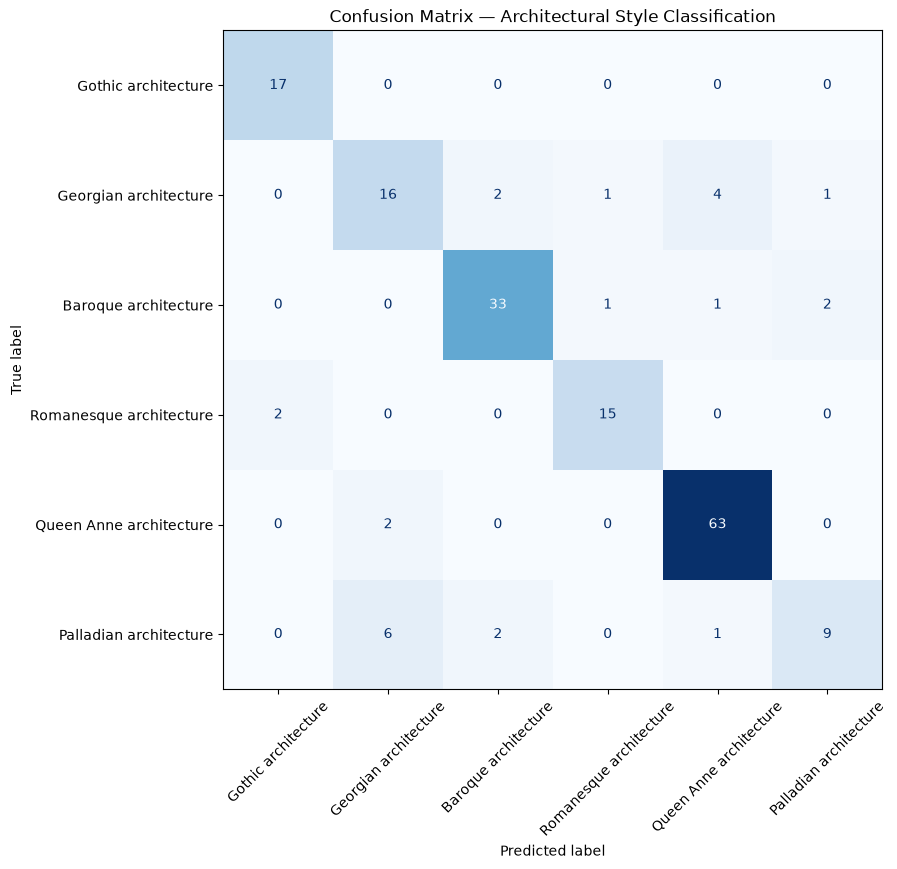 Confusion Matrix — Architectural Style Classification
Gothic architecture 17 0 0 0 0 0
Georgian architecture 0 16 2 1 4 1
Baroque architecture 0 0 33 1 1 2
Romanesque architecture 2 0 0 15 0 0
Queen Anne architecture 0 2 0 0 63 0
Palladian architecture 0 6 2 0 1 9
True label
Gothic architecture
Georgian architecture
Baroque architecture
Romanesque architecture
Queen Anne architecture
Palladian architecture
Predicted label